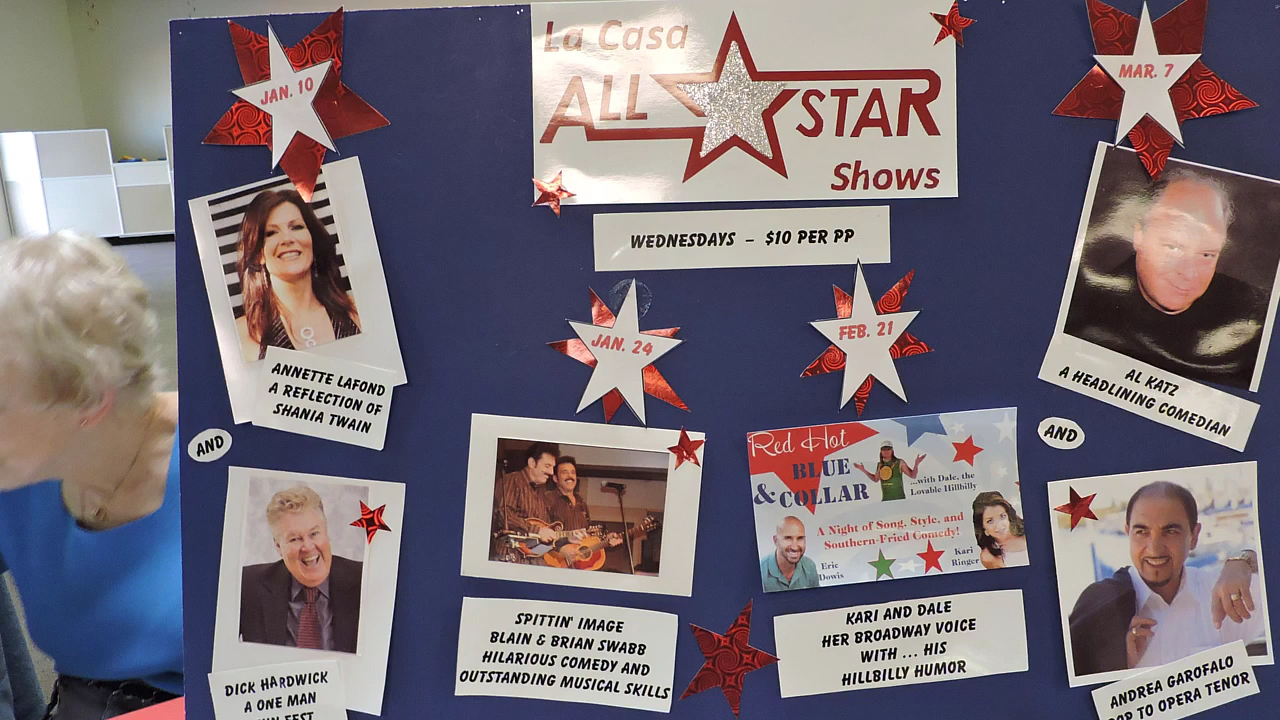 La Casa
ALL STAR
Shows
WEDNESDAYS – $10 PER PP
JAN. 10
ANNETTE LAFOND
A REFLECTION OF
SHANIA TWAIN
AND
DICK HARDWICK
A ONE MAN
FEST
JAN. 24
SPITTIN' IMAGE
BLAIN & BRIAN SWABB
HILARIOUS COMEDY AND
OUTSTANDING MUSICAL SKILLS
FEB. 21
Red Hot
BLUE
& COLLAR
...with Dale, the
Lovable Hillbilly
A Night of Song, Style, and
Southern-Fried Comedy!
Eric
Dowis
Kari
Ringer
KARI AND DALE
HER BROADWAY VOICE
WITH ... HIS
HILLBILLY HUMOR
MAR. 7
AL KATZ
A HEADLINING COMEDIAN
AND
ANDREA GAROFALO
TO OPERA TENOR